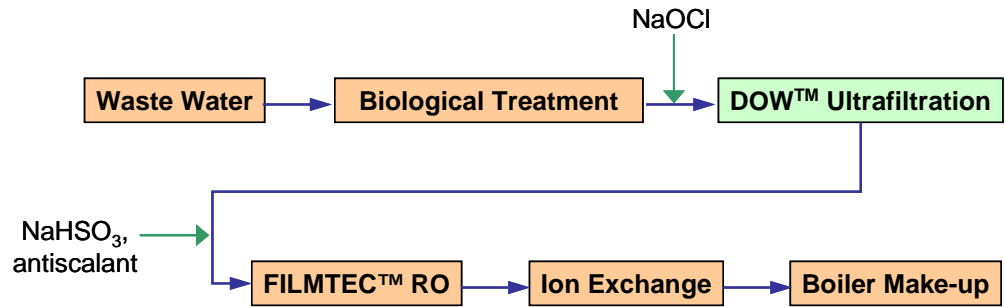 NaOCl
Waste Water
Biological Treatment
DOW™ Ultrafiltration
NaHSO₃,
antiscalant
FILMTEC™ RO
Ion Exchange
Boiler Make-up